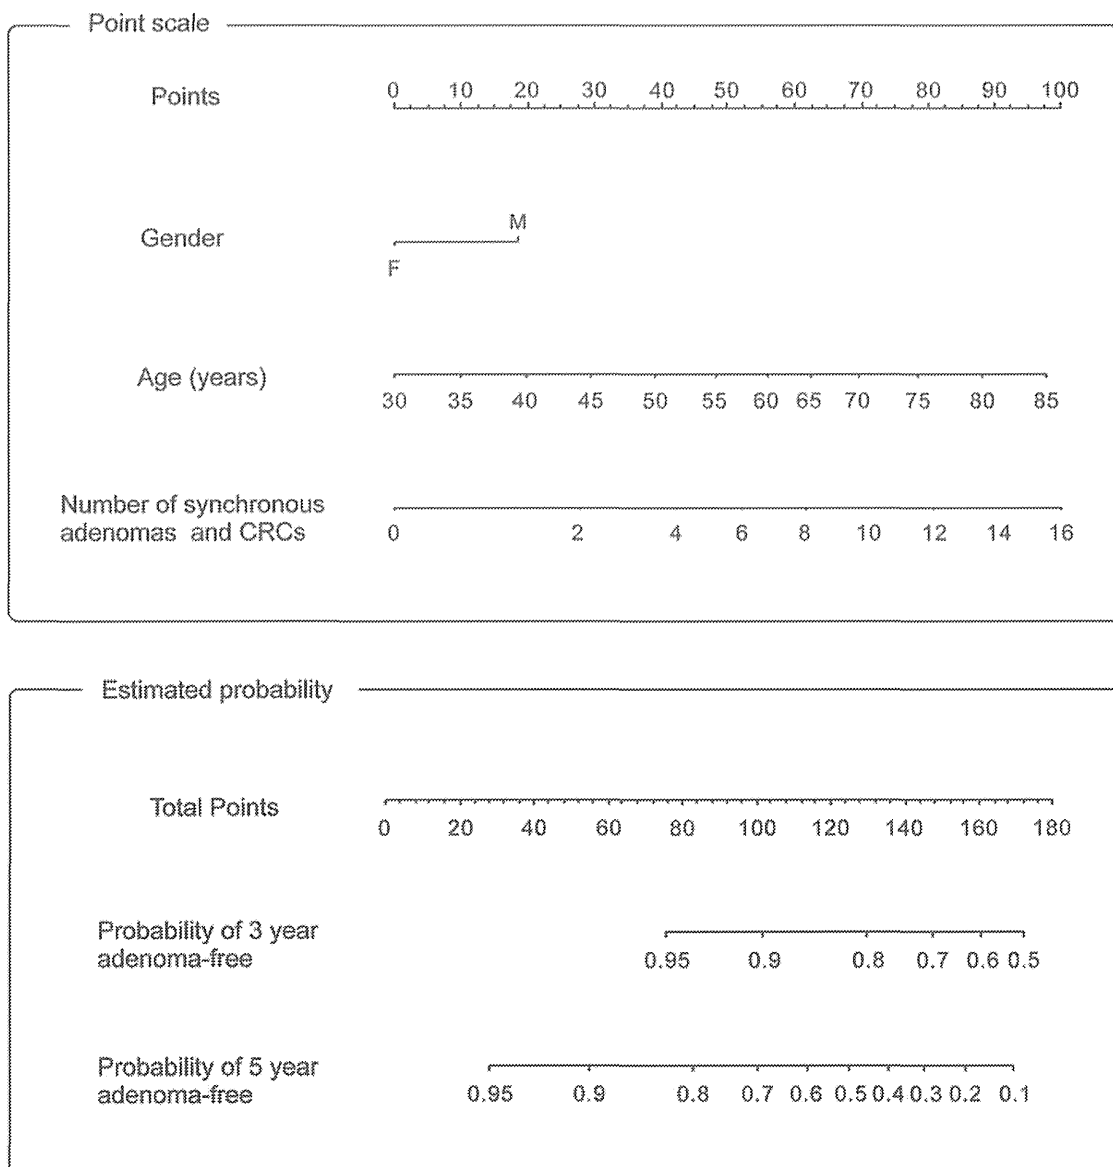 Point scale
Points
0 10 20 30 40 50 60 70 80 90 100
M
Gender
F
Age (years)
30 35 40 45 50 55 60 65 70 75 80 85
Number of synchronous
adenomas and CRCs
0 2 4 6 8 10 12 14 16
Estimated probability
Total Points
0 20 40 60 80 100 120 140 160 180
Probability of 3 year
adenoma-free
0.95 0.9 0.8 0.7 0.6 0.5
Probability of 5 year
adenoma-free
0.95 0.9 0.8 0.7 0.6 0.5 0.4 0.3 0.2 0.1